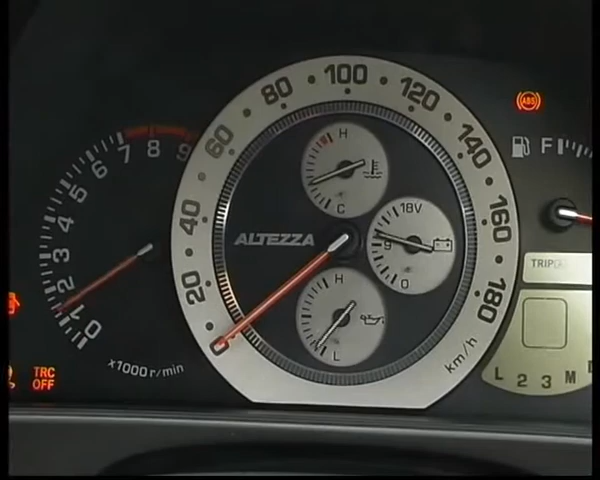 0
1
2
3
4
5
6
7
8
9
×1000r/min
TRC
OFF
0
20
40
60
80
100
120
140
160
180
km/h
ALTEZZA
H
C
18V
9
0
H
L
ABS
F
TRIP
L 2 3 M